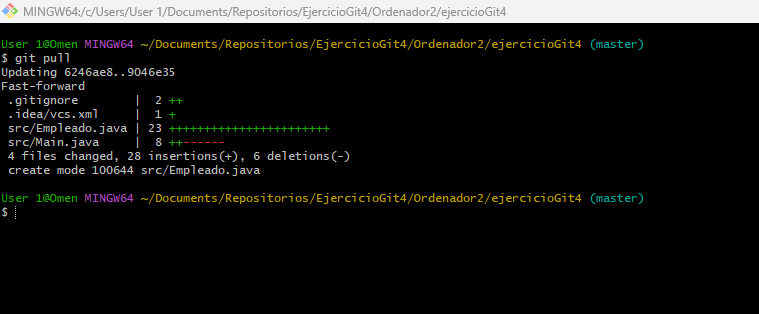 MINGW64:/c/Users/User 1/Documents/Repositorios/EjercicioGit4/Ordenador2/ejercicioGit4
User 1@Omen MINGW64 ~/Documents/Repositorios/EjercicioGit4/Ordenador2/ejercicioGit4 (master)
$ git pull
Updating 6246ae8..9046e35
Fast-forward
 .gitignore        |  2 ++
 .idea/vcs.xml     |  1 +
 src/Empleado.java | 23 +++++++++++++++++++++++
 src/Main.java     |  8 ++------
 4 files changed, 28 insertions(+), 6 deletions(-)
 create mode 100644 src/Empleado.java
User 1@Omen MINGW64 ~/Documents/Repositorios/EjercicioGit4/Ordenador2/ejercicioGit4 (master)
$